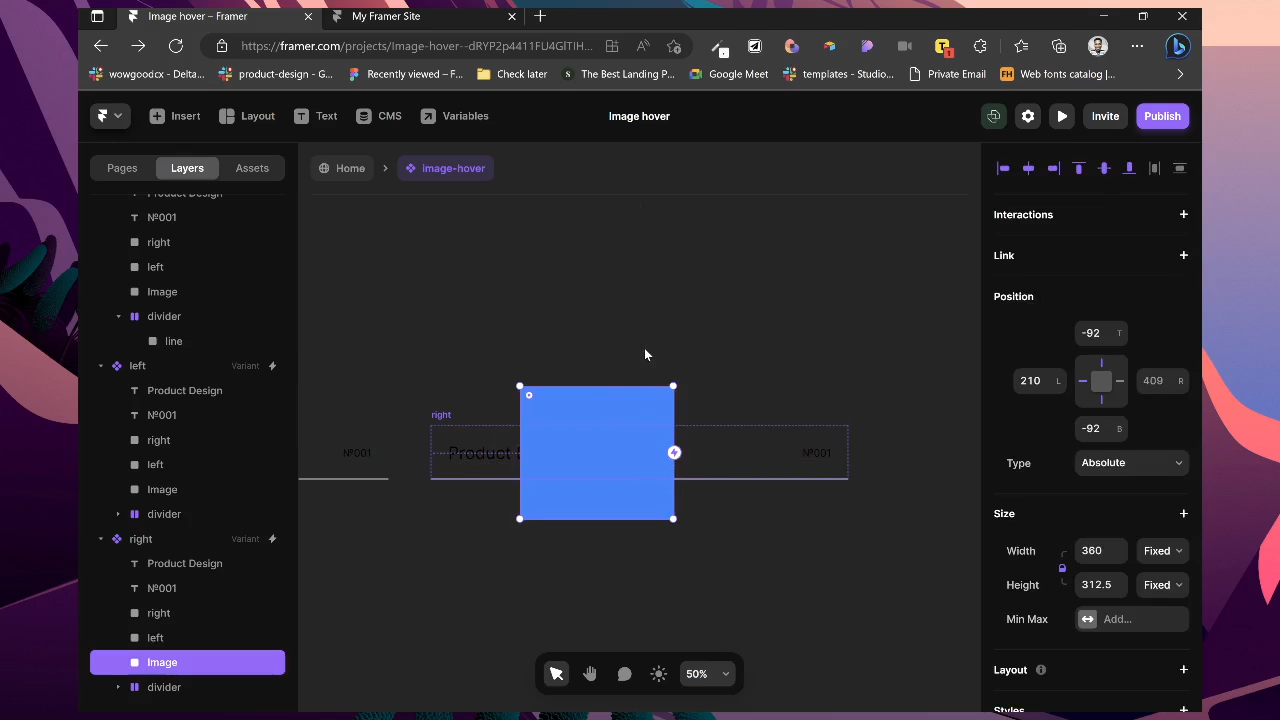 Image hover – Framer
My Framer Site
https://framer.com/projects/Image-hover--dRYP2p4411FU4GlTIH...
wowgoodcx – Delta...
product-design – G...
Recently viewed – F...
Check later
The Best Landing P...
Google Meet
templates – Studio...
Private Email
Web fonts catalog |...
Insert
Layout
Text
CMS
Variables
Image hover
Invite
Publish
Pages
Layers
Assets
Home
image-hover
Product Design
№001
right
left
Image
divider
line
left
Variant
Product Design
№001
right
left
Image
divider
right
Variant
Product Design
№001
right
left
Image
divider
№001
right
Product
№001
50%
Interactions
Link
Position
-92 T
210 L
409 R
-92 B
Type
Absolute
Size
Width
360
Fixed
Height
312.5
Fixed
Min Max
Add...
Layout
Styles